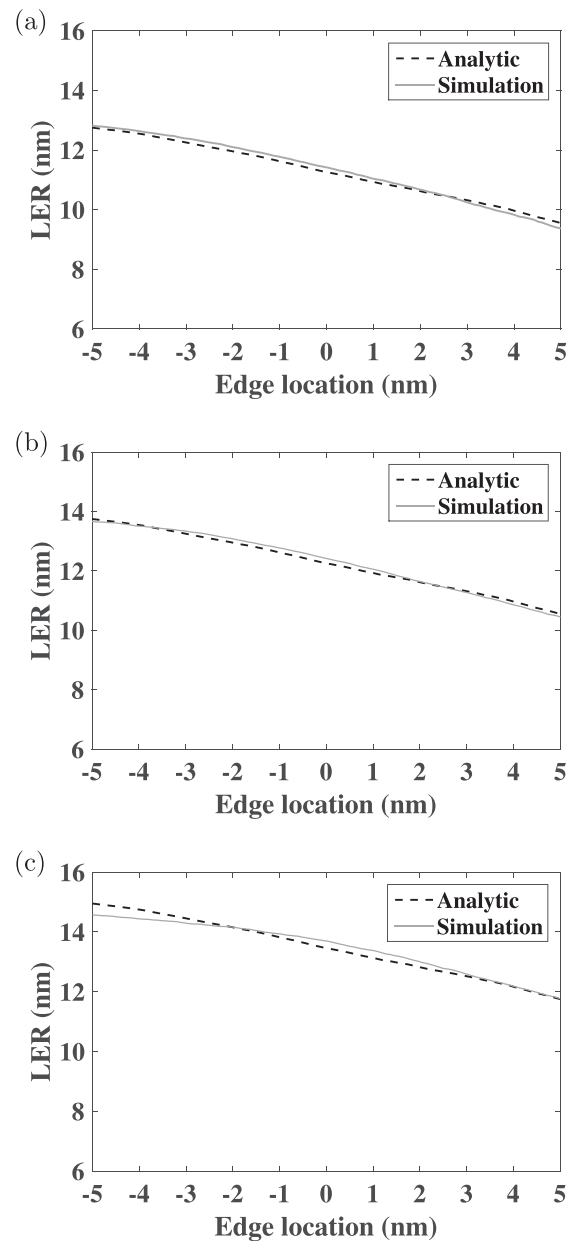 (a)
16
14
12
10
8
6
LER (nm)
Analytic
Simulation
-5 -4 -3 -2 -1 0 1 2 3 4 5
Edge location (nm)
(b)
16
14
12
10
8
6
LER (nm)
Analytic
Simulation
-5 -4 -3 -2 -1 0 1 2 3 4 5
Edge location (nm)
(c)
16
14
12
10
8
6
LER (nm)
Analytic
Simulation
-5 -4 -3 -2 -1 0 1 2 3 4 5
Edge location (nm)